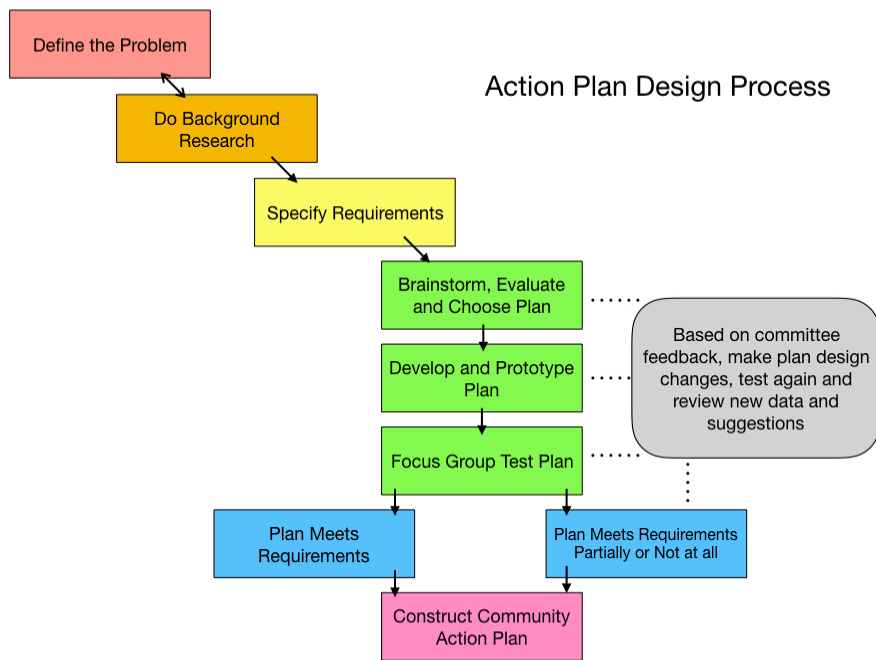 Define the Problem
Action Plan Design Process
Do Background
Research
Specify Requirements
Brainstorm, Evaluate
and Choose Plan
Based on committee
feedback, make plan design
changes, test again and
review new data and
suggestions
Develop and Prototype
Plan
Focus Group Test Plan
Plan Meets
Requirements
Plan Meets Requirements
Partially or Not at all
Construct Community
Action Plan